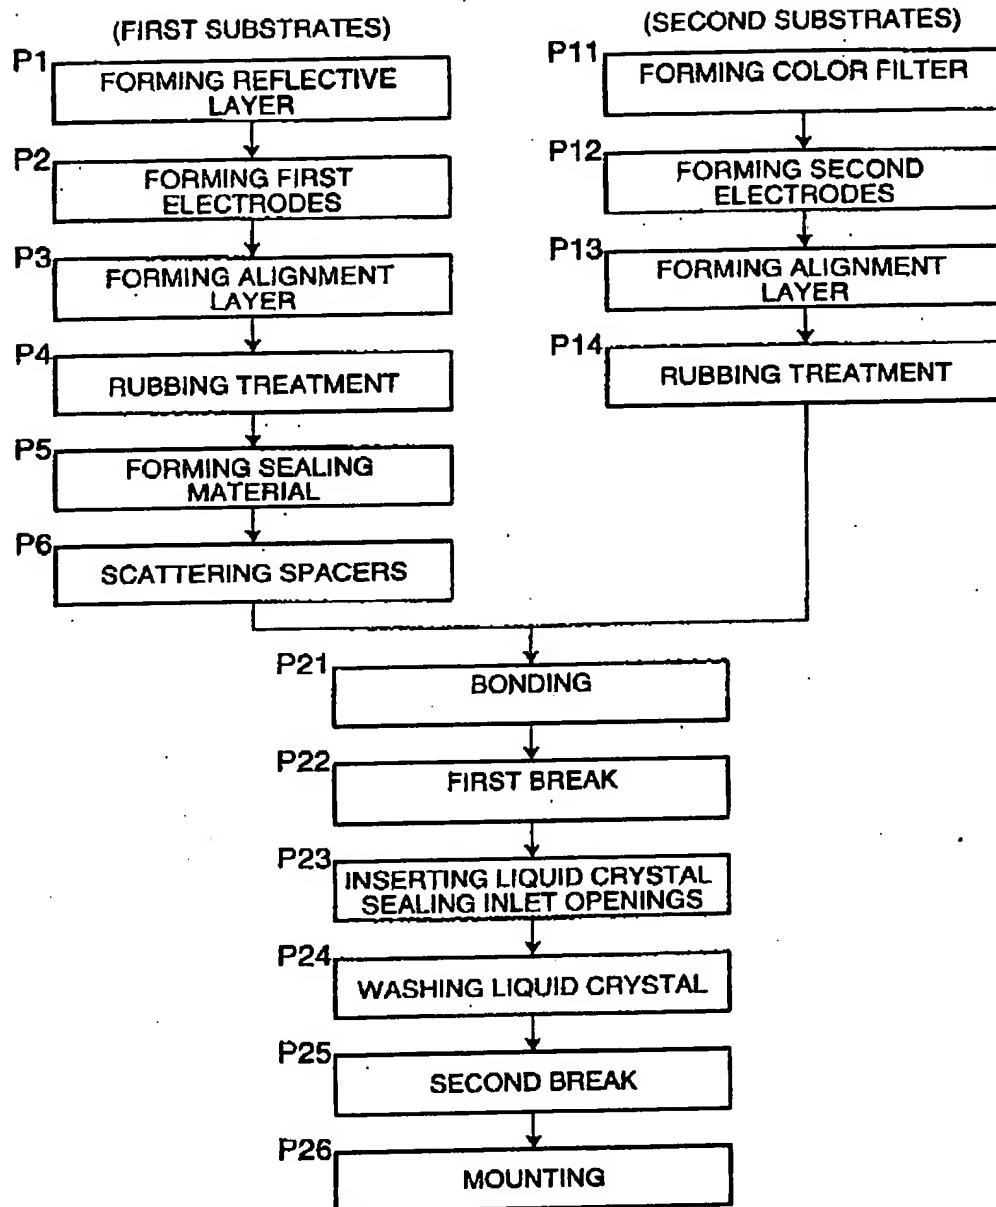 (FIRST SUBSTRATES)
P1
FORMING REFLECTIVE
LAYER
P2
FORMING FIRST
ELECTRODES
P3
FORMING ALIGNMENT
LAYER
P4
RUBBING TREATMENT
P5
FORMING SEALING
MATERIAL
P6
SCATTERING SPACERS
(SECOND SUBSTRATES)
P11
FORMING COLOR FILTER
P12
FORMING SECOND
ELECTRODES
P13
FORMING ALIGNMENT
LAYER
P14
RUBBING TREATMENT
P21
BONDING
P22
FIRST BREAK
P23
INSERTING LIQUID CRYSTAL
SEALING INLET OPENINGS
P24
WASHING LIQUID CRYSTAL
P25
SECOND BREAK
P26
MOUNTING